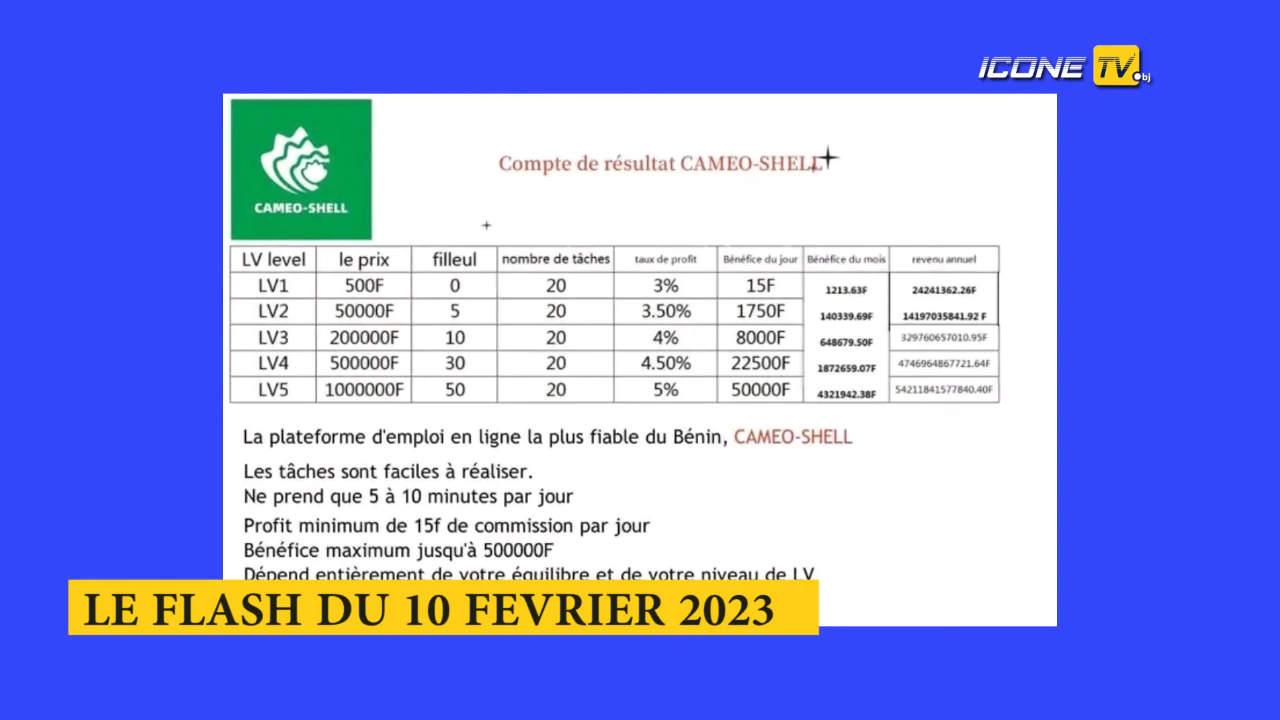 ICONE TV.bj
CAMEO-SHELL
Compte de résultat CAMEO-SHELL
LV level le prix filleul nombre de tâches taux de profit Bénéfice du jour Bénéfice du mois revenu annuel
LV1 500F 0 20 3% 15F 1213.63F 24241362.26F
LV2 50000F 5 20 3.50% 1750F 140339.69F 14197035841.92 F
LV3 200000F 10 20 4% 8000F 648679.50F 329760657010.95F
LV4 500000F 30 20 4.50% 22500F 1872659.07F 4746964867721.64F
LV5 1000000F 50 20 5% 50000F 4321942.38F 54211841577840.40F
La plateforme d'emploi en ligne la plus fiable du Bénin, CAMEO-SHELL
Les tâches sont faciles à réaliser.
Ne prend que 5 à 10 minutes par jour
Profit minimum de 15f de commission par jour
Bénéfice maximum jusqu'à 500000F
Dépend entièrement de votre équilibre et de votre niveau de LV
LE FLASH DU 10 FEVRIER 2023